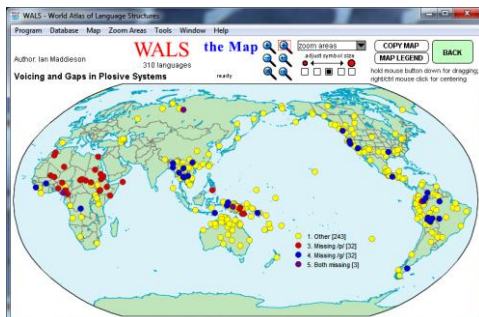 WALS - World Atlas of Language Structures
Program Database Map Zoom Areas Tools Window Help
WALS the Map
Author: Ian Maddieson
310 languages
Voicing and Gaps in Plosive Systems
ready
zoom areas
adjust symbol size
COPY MAP
MAP LEGEND
BACK
hold mouse button down for dragging;
right/ctrl mouse click for centering
1. Other [243]
3. Missing /p/ [32]
4. Missing /g/ [32]
5. Both missing [3]